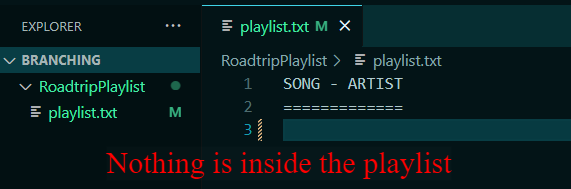 EXPLORER ...
playlist.txt M ×
BRANCHING
RoadtripPlaylist > playlist.txt
RoadtripPlaylist
playlist.txt M
1 SONG - ARTIST
2 =============
3
Nothing is inside the playlist